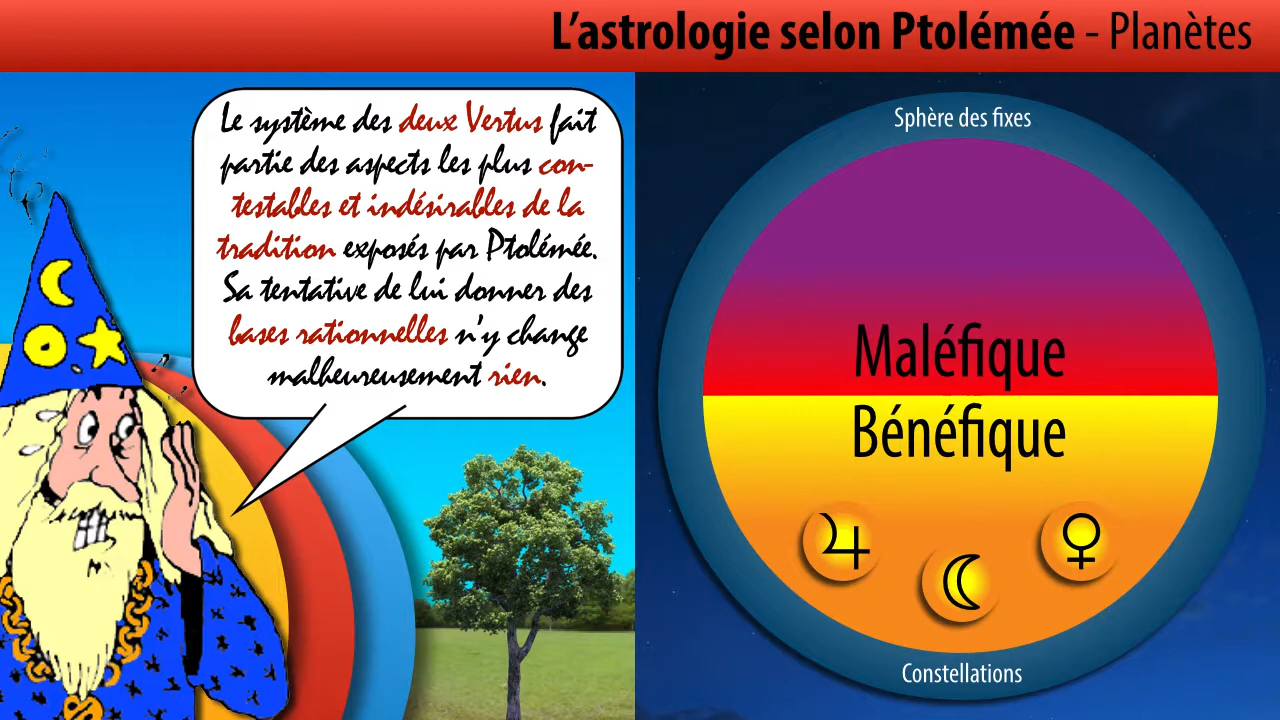 L’astrologie selon Ptolémée - Planètes
Le système des deux Vertus fait
partie des aspects les plus con-
testables et indésirables de la
tradition exposés par Ptolémée.
Sa tentative de lui donner des
bases rationnelles n'y change
malheureusement rien.
Sphère des fixes
Maléfique
Bénéfique
Constellations